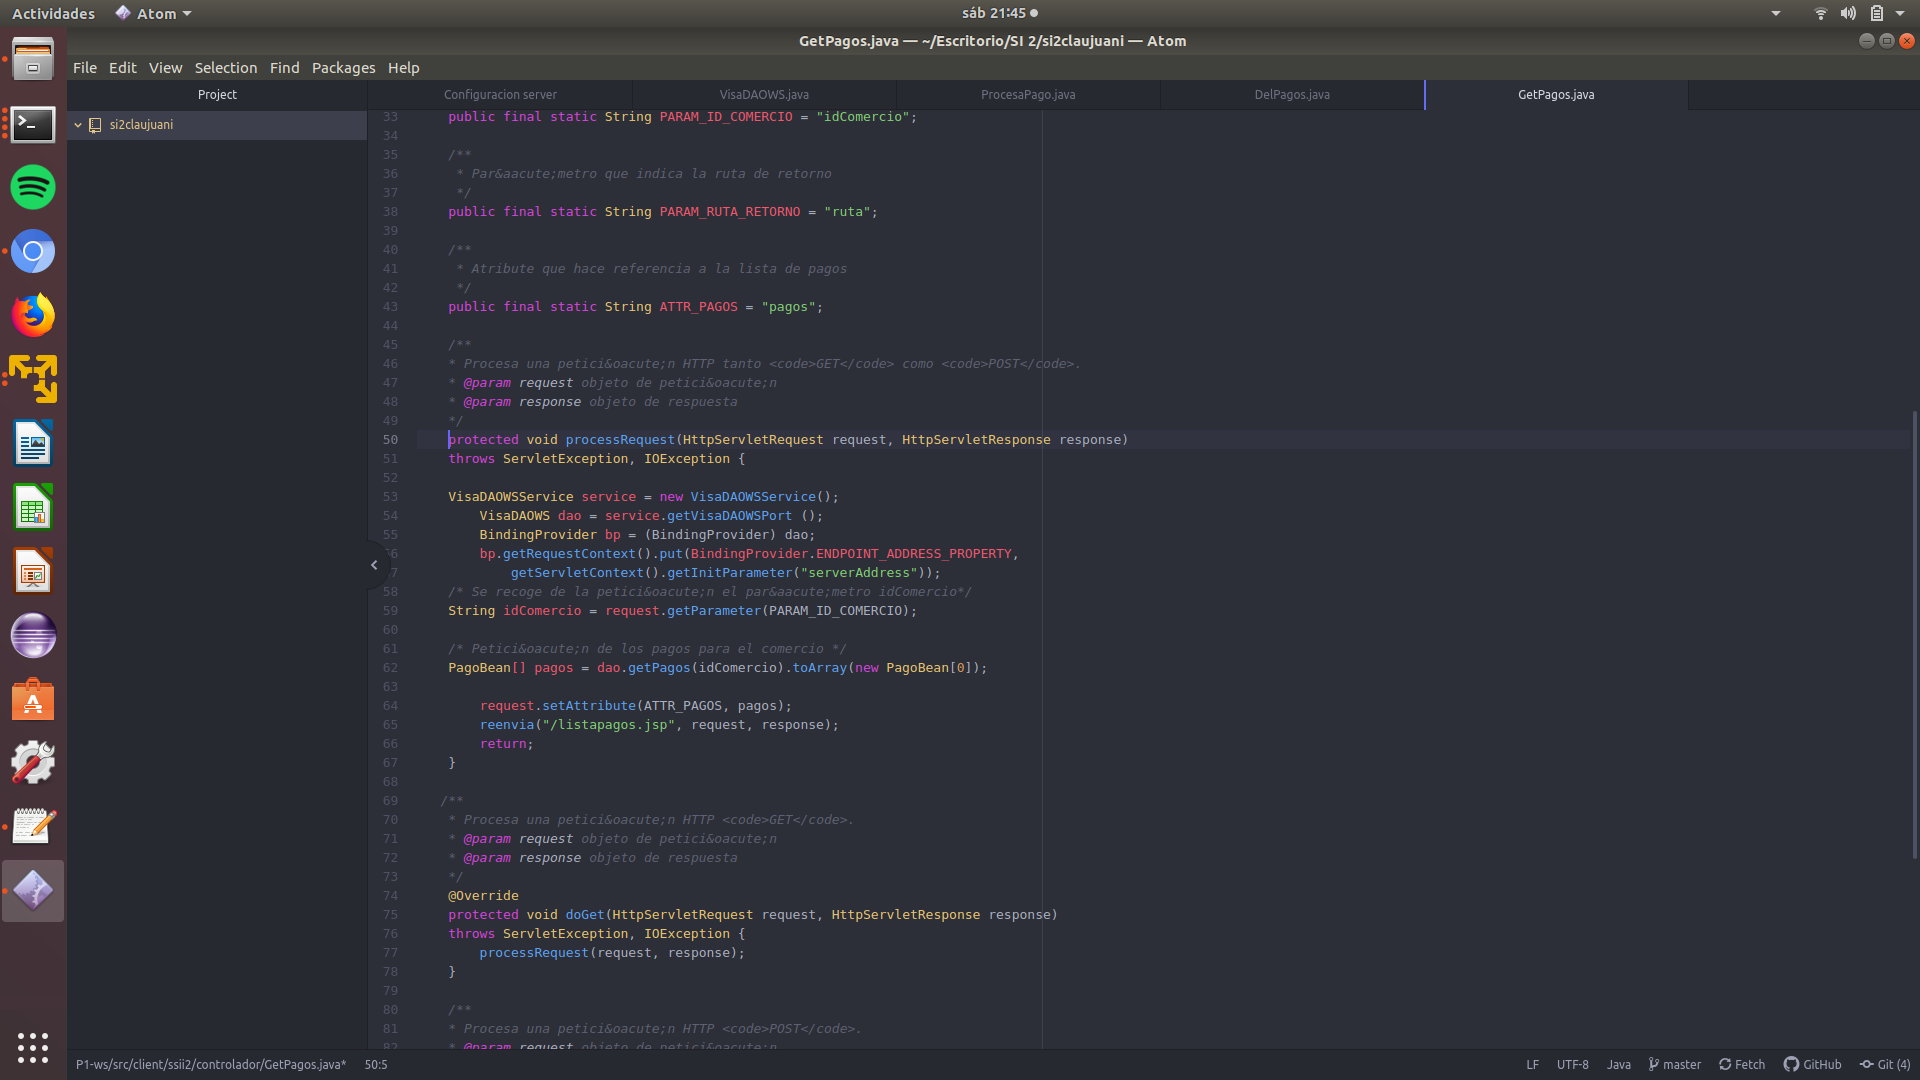 Actividades
Atom
sáb 21:45
GetPagos.java — ~/Escritorio/SI 2/si2claujuani — Atom
File Edit View Selection Find Packages Help
Project
Configuracion server
VisaDAOWS.java
ProcesaPago.java
DelPagos.java
GetPagos.java
si2claujuani
33 public final static String PARAM_ID_COMERCIO = "idComercio";
34
35 /**
36 * Par&aacute;metro que indica la ruta de retorno
37 */
38 public final static String PARAM_RUTA_RETORNO = "ruta";
39
40 /**
41 * Atribute que hace referencia a la lista de pagos
42 */
43 public final static String ATTR_PAGOS = "pagos";
44
45 /**
46 * Procesa una petici&oacute;n HTTP tanto <code>GET</code> como <code>POST</code>.
47 * @param request objeto de petici&oacute;n
48 * @param response objeto de respuesta
49 */
50 protected void processRequest(HttpServletRequest request, HttpServletResponse response)
51 throws ServletException, IOException {
52
53 VisaDAOWSService service = new VisaDAOWSService();
54 VisaDAOWS dao = service.getVisaDAOWSPort ();
55 BindingProvider bp = (BindingProvider) dao;
6 bp.getRequestContext().put(BindingProvider.ENDPOINT_ADDRESS_PROPERTY,
7 getServletContext().getInitParameter("serverAddress"));
58 /* Se recoge de la petici&oacute;n el par&aacute;metro idComercio*/
59 String idComercio = request.getParameter(PARAM_ID_COMERCIO);
60
61 /* Petici&oacute;n de los pagos para el comercio */
62 PagoBean[] pagos = dao.getPagos(idComercio).toArray(new PagoBean[0]);
63
64 request.setAttribute(ATTR_PAGOS, pagos);
65 reenvia("/listapagos.jsp", request, response);
66 return;
67 }
68
69 /**
70 * Procesa una petici&oacute;n HTTP <code>GET</code>.
71 * @param request objeto de petici&oacute;n
72 * @param response objeto de respuesta
73 */
74 @Override
75 protected void doGet(HttpServletRequest request, HttpServletResponse response)
76 throws ServletException, IOException {
77 processRequest(request, response);
78 }
79
80 /**
81 * Procesa una petici&oacute;n HTTP <code>POST</code>.
82 * @param request objeto de petici&oacute;n
P1-ws/src/client/ssii2/controlador/GetPagos.java* 50:5
LF UTF-8 Java master Fetch GitHub Git (4)